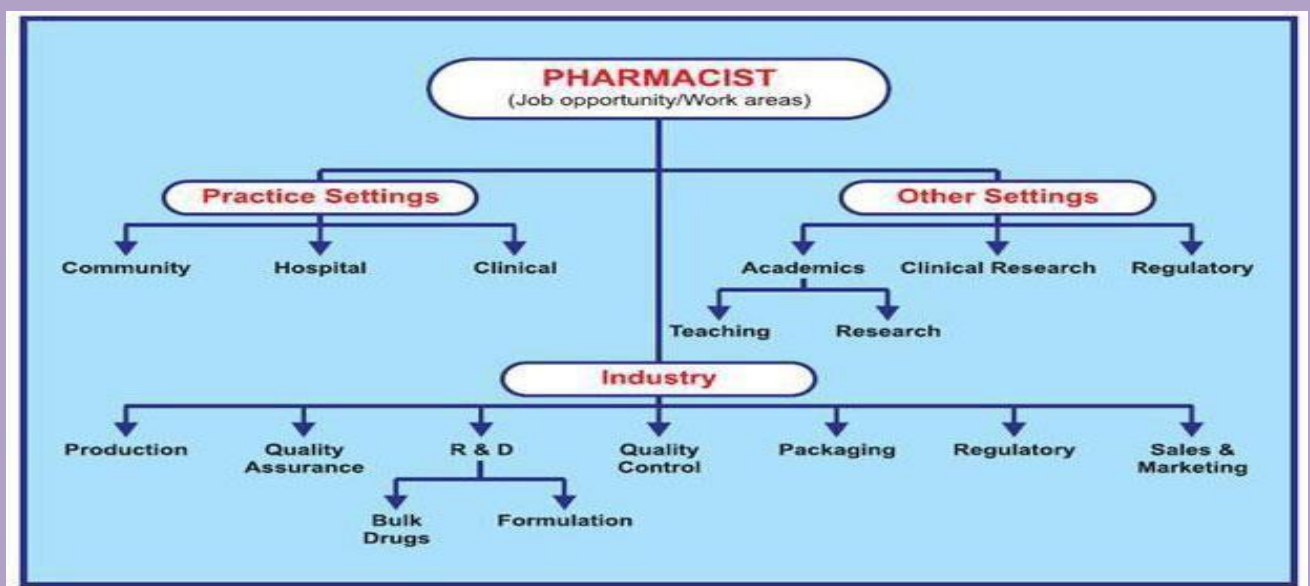 PHARMACIST
(Job opportunity/Work areas)
Practice Settings
Other Settings
Community
Hospital
Clinical
Academics
Clinical Research
Regulatory
Teaching
Research
Industry
Production
Quality
Assurance
R & D
Quality
Control
Packaging
Regulatory
Sales &
Marketing
Bulk
Drugs
Formulation